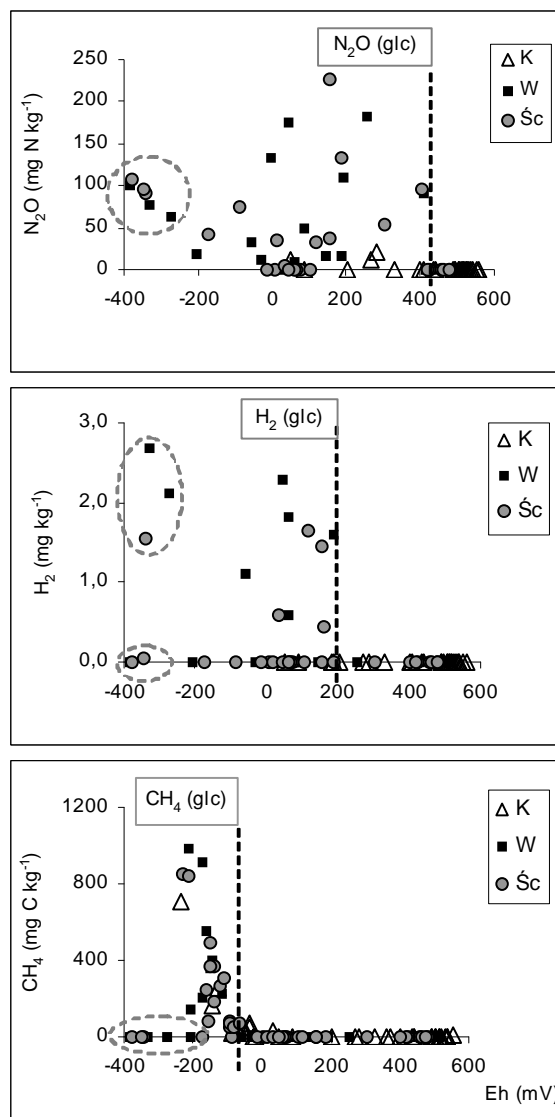 N₂O (glc)
250
200
150
100
50
0
N₂O (mg N kg⁻¹)
-400 -200 0 200 400 600
K
W
Śc
H₂ (glc)
3,0
2,0
1,0
0,0
H₂ (mg kg⁻¹)
-400 -200 0 200 400 600
K
W
Śc
CH₄ (glc)
1200
800
400
0
CH₄ (mg C kg⁻¹)
-400 -200 0 200 400 600
Eh (mV)
K
W
Śc